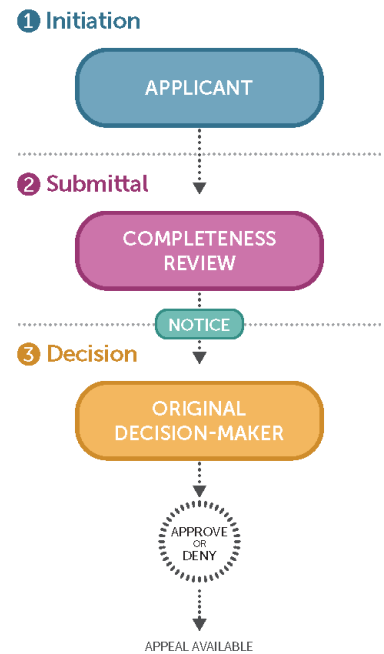 1 Initiation
APPLICANT
2 Submittal
COMPLETENESS
REVIEW
NOTICE
3 Decision
ORIGINAL
DECISION-MAKER
APPROVE
OR
DENY
APPEAL AVAILABLE